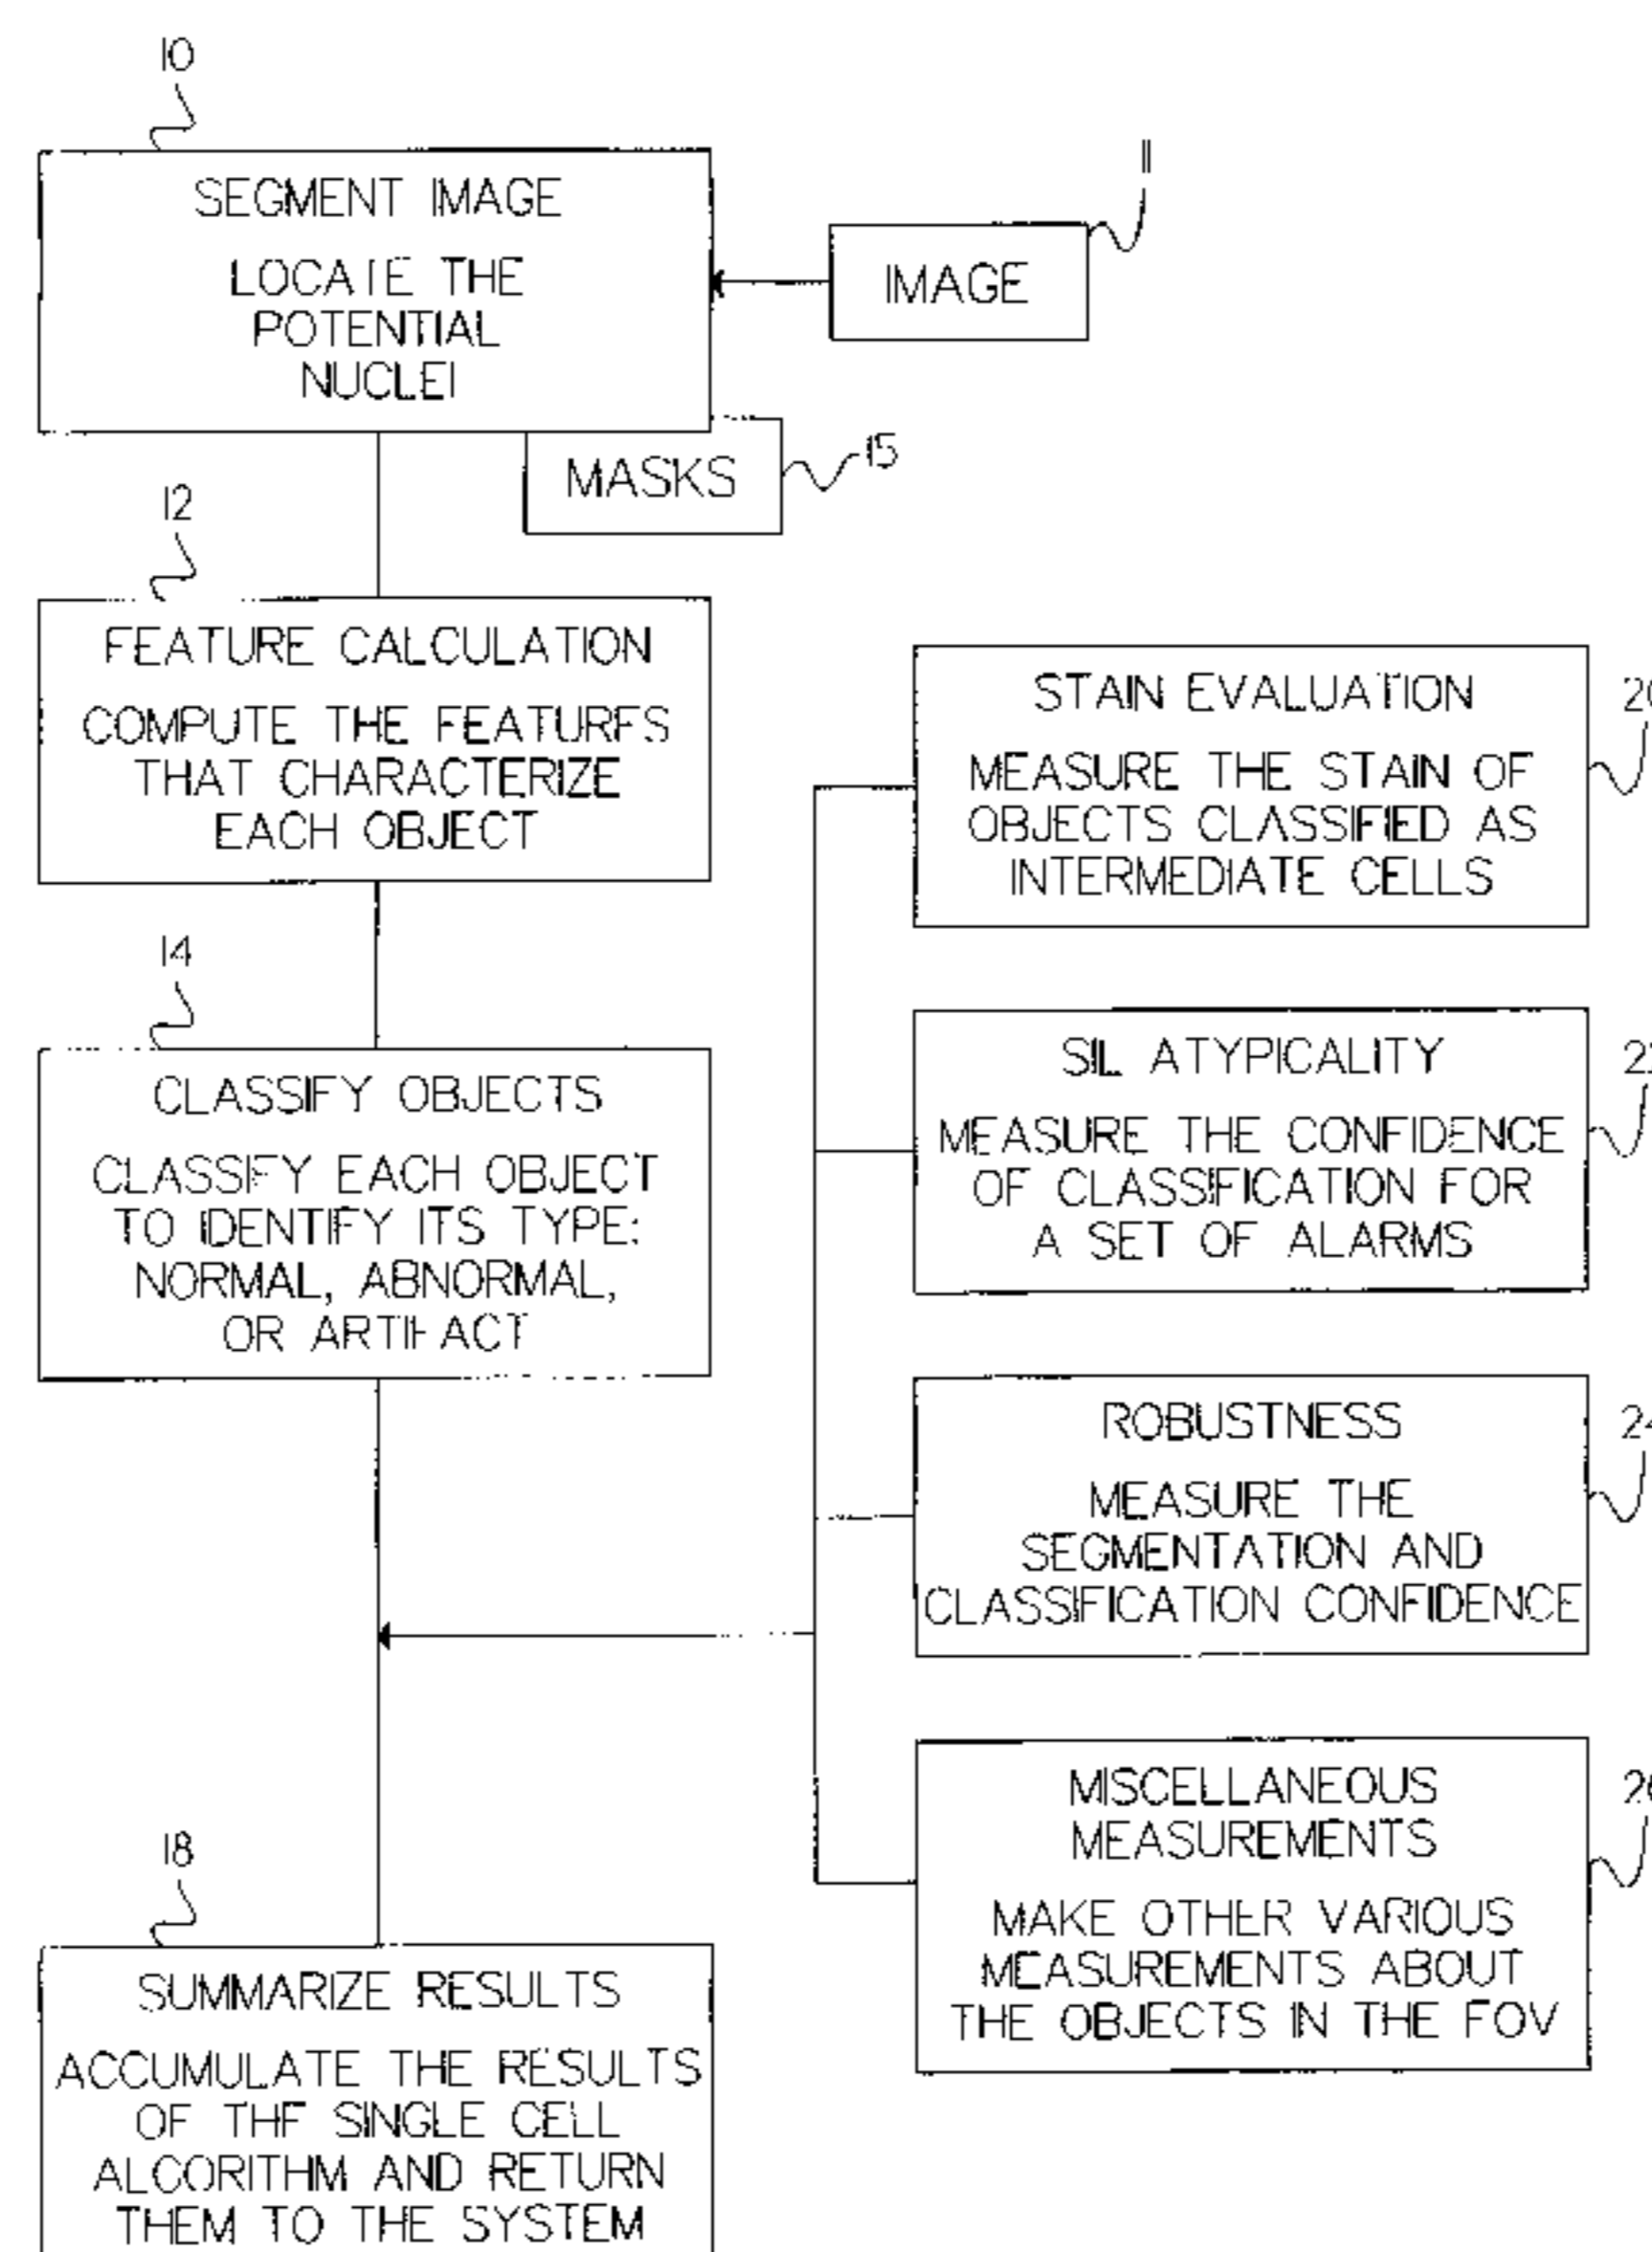 10
SEGMENT IMAGE
LOCATE THE
POTENTIAL
NUCLEI
11
IMAGE
MASKS
15
12
FEATURE CALCULATION
COMPUTE THE FEATURES
THAT CHARACTERIZE
EACH OBJECT
14
CLASSIFY OBJECTS
CLASSIFY EACH OBJECT
TO IDENTIFY ITS TYPE:
NORMAL, ABNORMAL,
OR ARTIFACT
18
SUMMARIZE RESULTS
ACCUMULATE THE RESULTS
OF THE SINGLE CELL
ALGORITHM AND RETURN
THEM TO THE SYSTEM
STAIN EVALUATION
MEASURE THE STAIN OF
OBJECTS CLASSIFIED AS
INTERMEDIATE CELLS
SIL ATYPICALITY
MEASURE THE CONFIDENCE
OF CLASSIFICATION FOR
A SET OF ALARMS
ROBUSTNESS
MEASURE THE
SEGMENTATION AND
CLASSIFICATION CONFIDENCE
24
MISCELLANEOUS
MEASUREMENTS
MAKE OTHER VARIOUS
MEASUREMENTS ABOUT
THE OBJECTS IN THE FOV